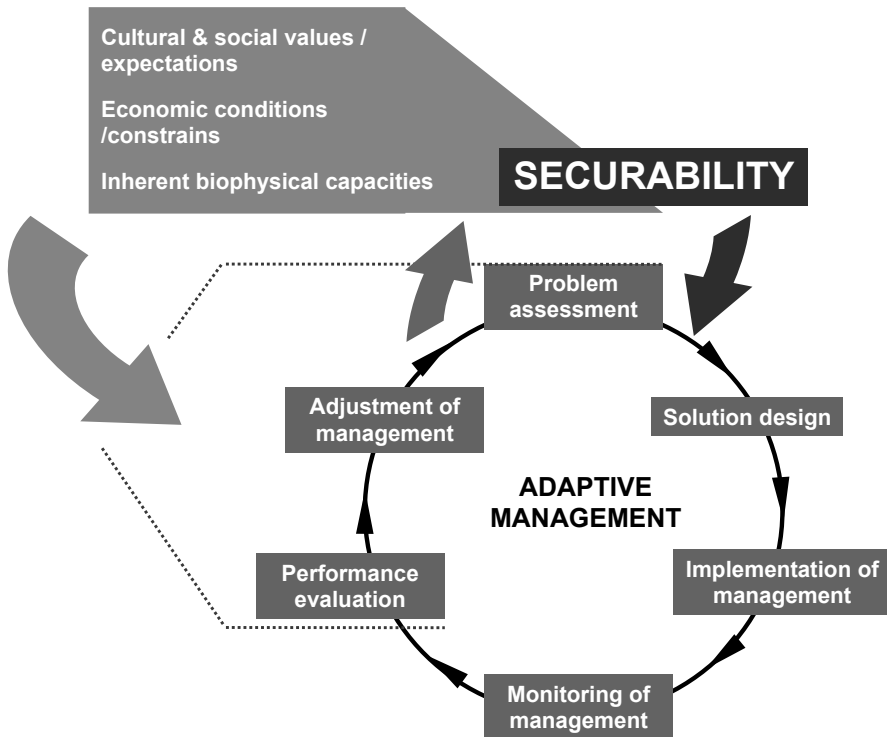 Cultural & social values /
expectations
Economic conditions
/constrains
Inherent biophysical capacities
SECURABILITY
Problem
assessment
Adjustment of
management
Solution design
ADAPTIVE
MANAGEMENT
Performance
evaluation
Implementation of
management
Monitoring of
management